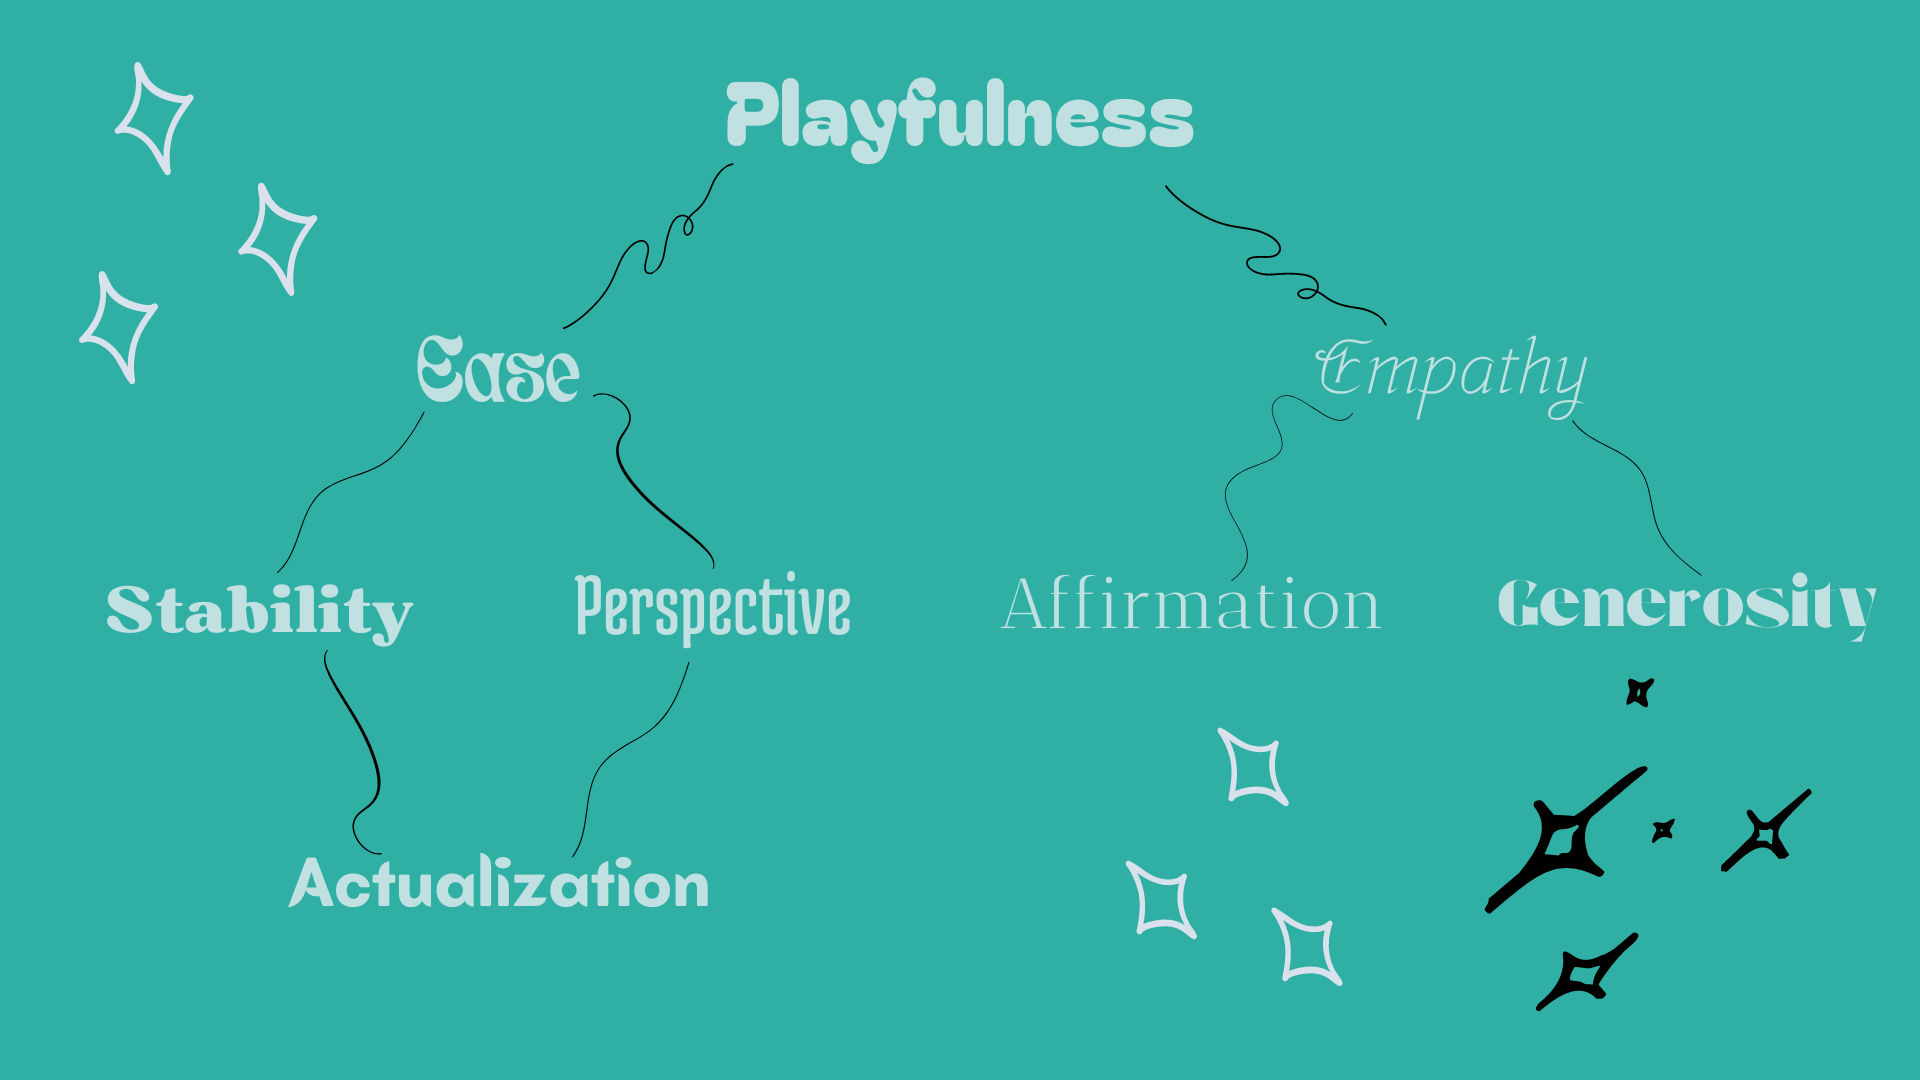 Playfulness
Ease
Empathy
Stability
Perspective
Affirmation
Generosity
Actualization